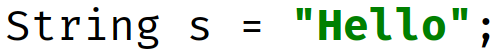 String s = "Hello";